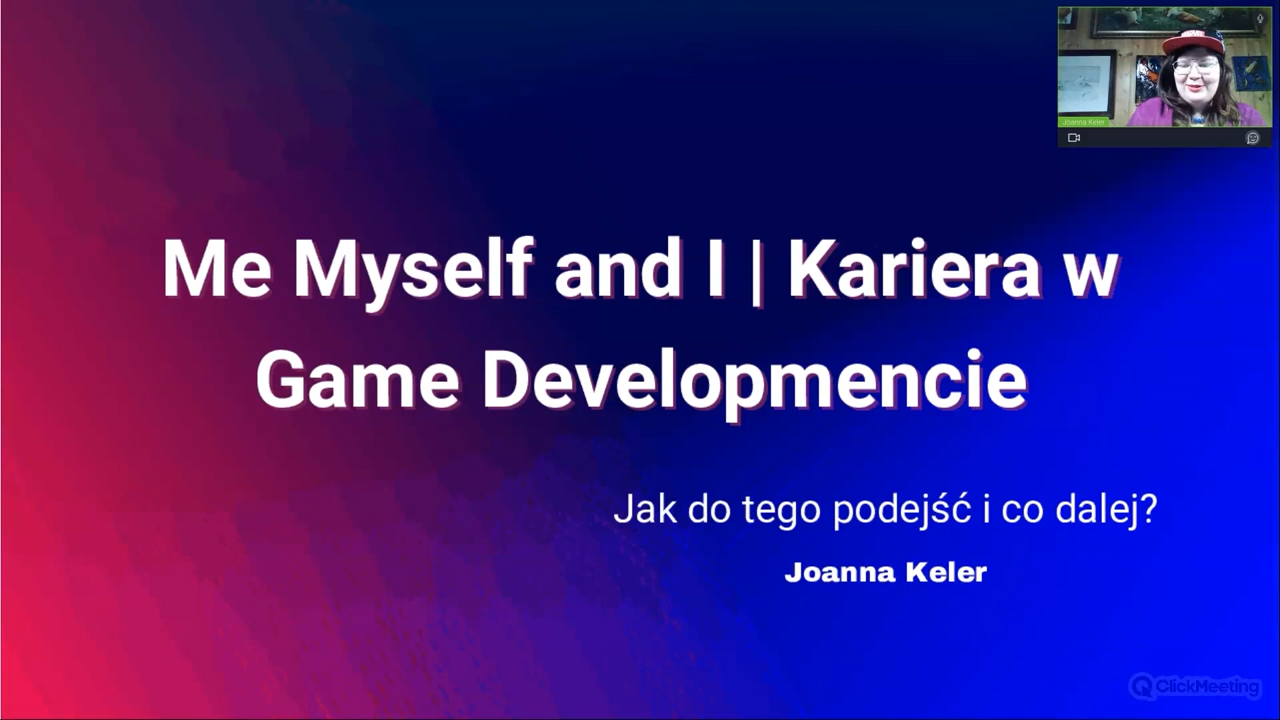 Joanna Keler
Me Myself and I | Kariera w
Game Developmencie
Jak do tego podejść i co dalej?
Joanna Keler
ClickMeeting